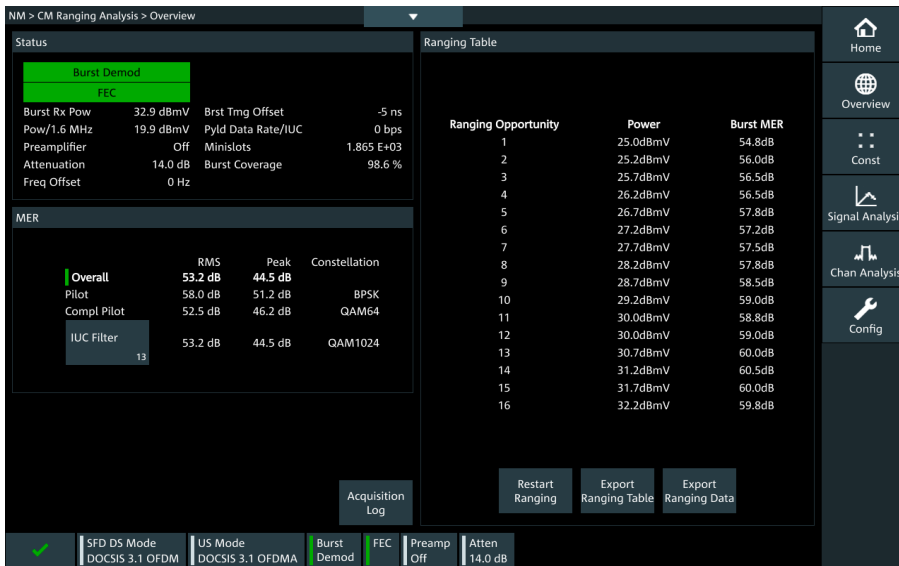 NM > CM Ranging Analysis > Overview
Status
Burst Demod
FEC
Burst Rx Pow 32.9 dBmV Brst Tmg Offset -5 ns
Pow/1.6 MHz 19.9 dBmV Pyld Data Rate/IUC 0 bps
Preamplifier Off Minislots 1.865 E+03
Attenuation 14.0 dB Burst Coverage 98.6 %
Freq Offset 0 Hz
MER
RMS Peak Constellation
Overall 53.2 dB 44.5 dB
Pilot 58.0 dB 51.2 dB BPSK
Compl Pilot 52.5 dB 46.2 dB QAM64
IUC Filter 13 53.2 dB 44.5 dB QAM1024
Acquisition
Log
Ranging Table
Ranging Opportunity Power Burst MER
1 25.0dBmV 54.8dB
2 25.2dBmV 56.0dB
3 25.7dBmV 56.5dB
4 26.2dBmV 56.5dB
5 26.7dBmV 57.8dB
6 27.2dBmV 57.2dB
7 27.7dBmV 57.5dB
8 28.2dBmV 57.8dB
9 28.7dBmV 58.5dB
10 29.2dBmV 59.0dB
11 30.0dBmV 58.8dB
12 30.0dBmV 59.0dB
13 30.7dBmV 60.0dB
14 31.2dBmV 60.5dB
15 31.7dBmV 60.0dB
16 32.2dBmV 59.8dB
Restart
Ranging
Export
Ranging Table
Export
Ranging Data
Home
Overview
Const
Signal Analysi
Chan Analysis
Config
SFD DS Mode
DOCSIS 3.1 OFDM
US Mode
DOCSIS 3.1 OFDMA
Burst
Demod
FEC
Preamp
Off
Atten
14.0 dB